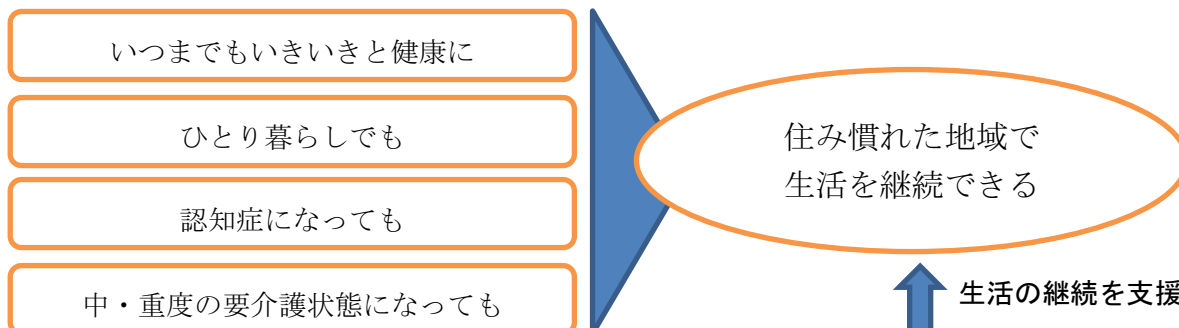 いつまでもいきいきと健康に
ひとり暮らしでも
認知症になっても
中・重度の要介護状態になっても
住み慣れた地域で
生活を継続できる
生活の継続を支援